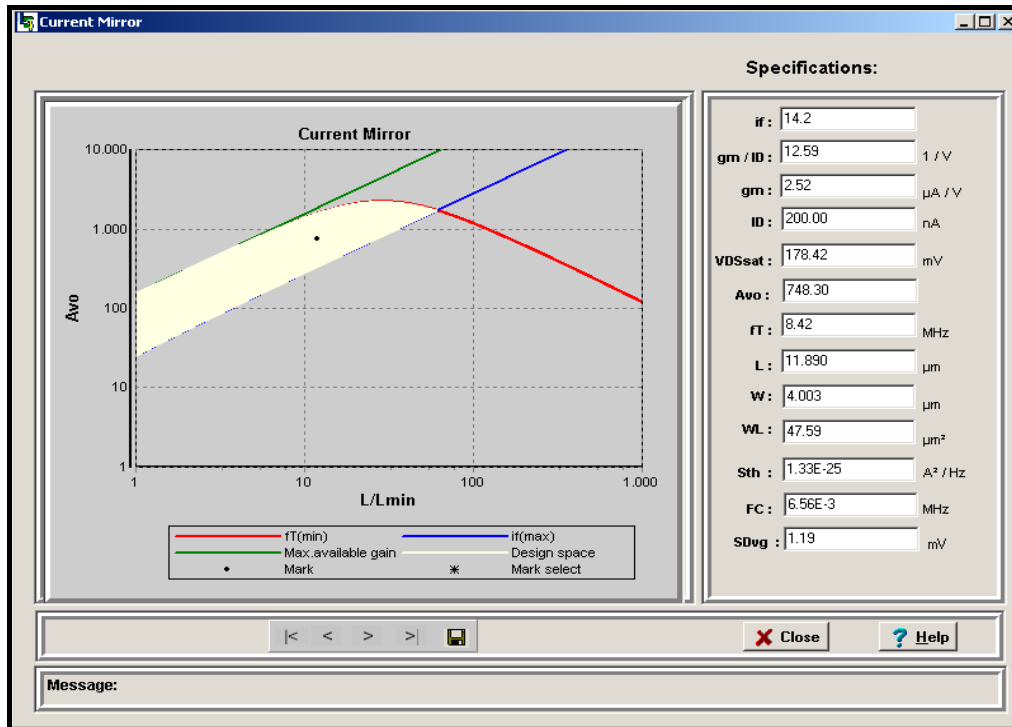 Current Mirror
Specifications:
Current Mirror
10.000
1.000
100
10
1
Avo
1 10 100 1.000
L/Lmin
fT(min) if(max)
Max.available gain Design space
Mark Mark select
if : 14.2
gm / ID : 12.59 1 / V
gm : 2.52 µA / V
ID : 200.00 nA
VDSsat : 178.42 mV
Avo : 748.30
fT : 8.42 MHz
L : 11.890 µm
W : 4.003 µm
WL : 47.59 µm²
Sth : 1.33E-25 A² / Hz
FC : 6.56E-3 MHz
SDvg : 1.19 mV
|< < > >|
Close Help
Message: